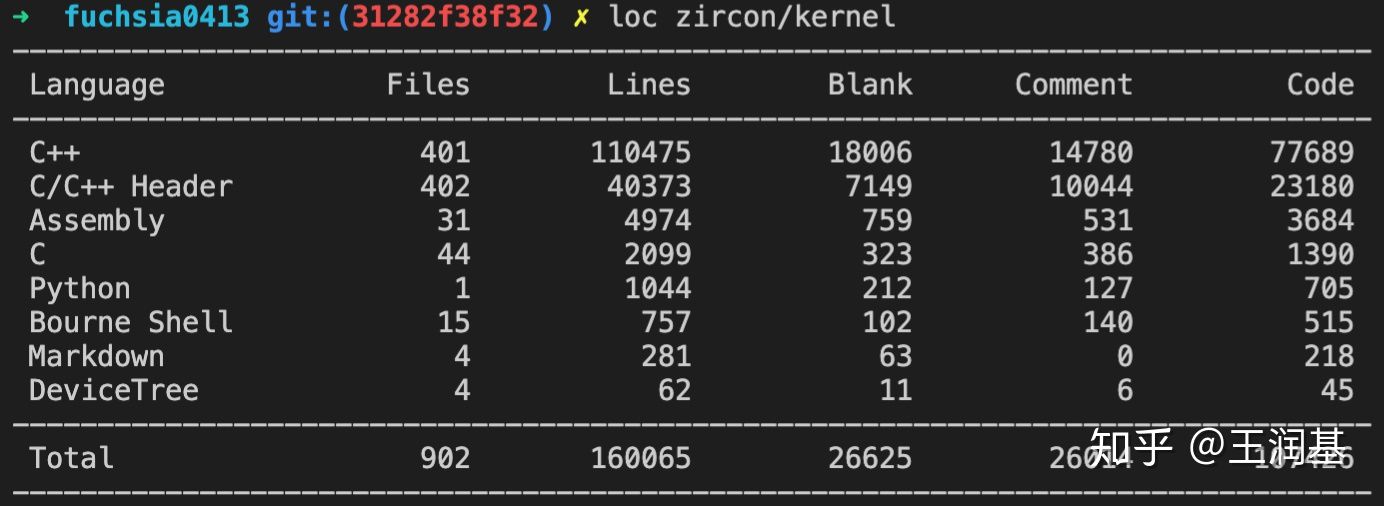 ➜ fuchsia0413 git:(31282f38f32) ✗ loc zircon/kernel
Language Files Lines Blank Comment Code
C++ 401 110475 18006 14780 77689
C/C++ Header 402 40373 7149 10044 23180
Assembly 31 4974 759 531 3684
C 44 2099 323 386 1390
Python 1 1044 212 127 705
Bourne Shell 15 757 102 140 515
Markdown 4 281 63 0 218
DeviceTree 4 62 11 6 45
Total 902 160065 26625 26014 107426
知乎 @王润基